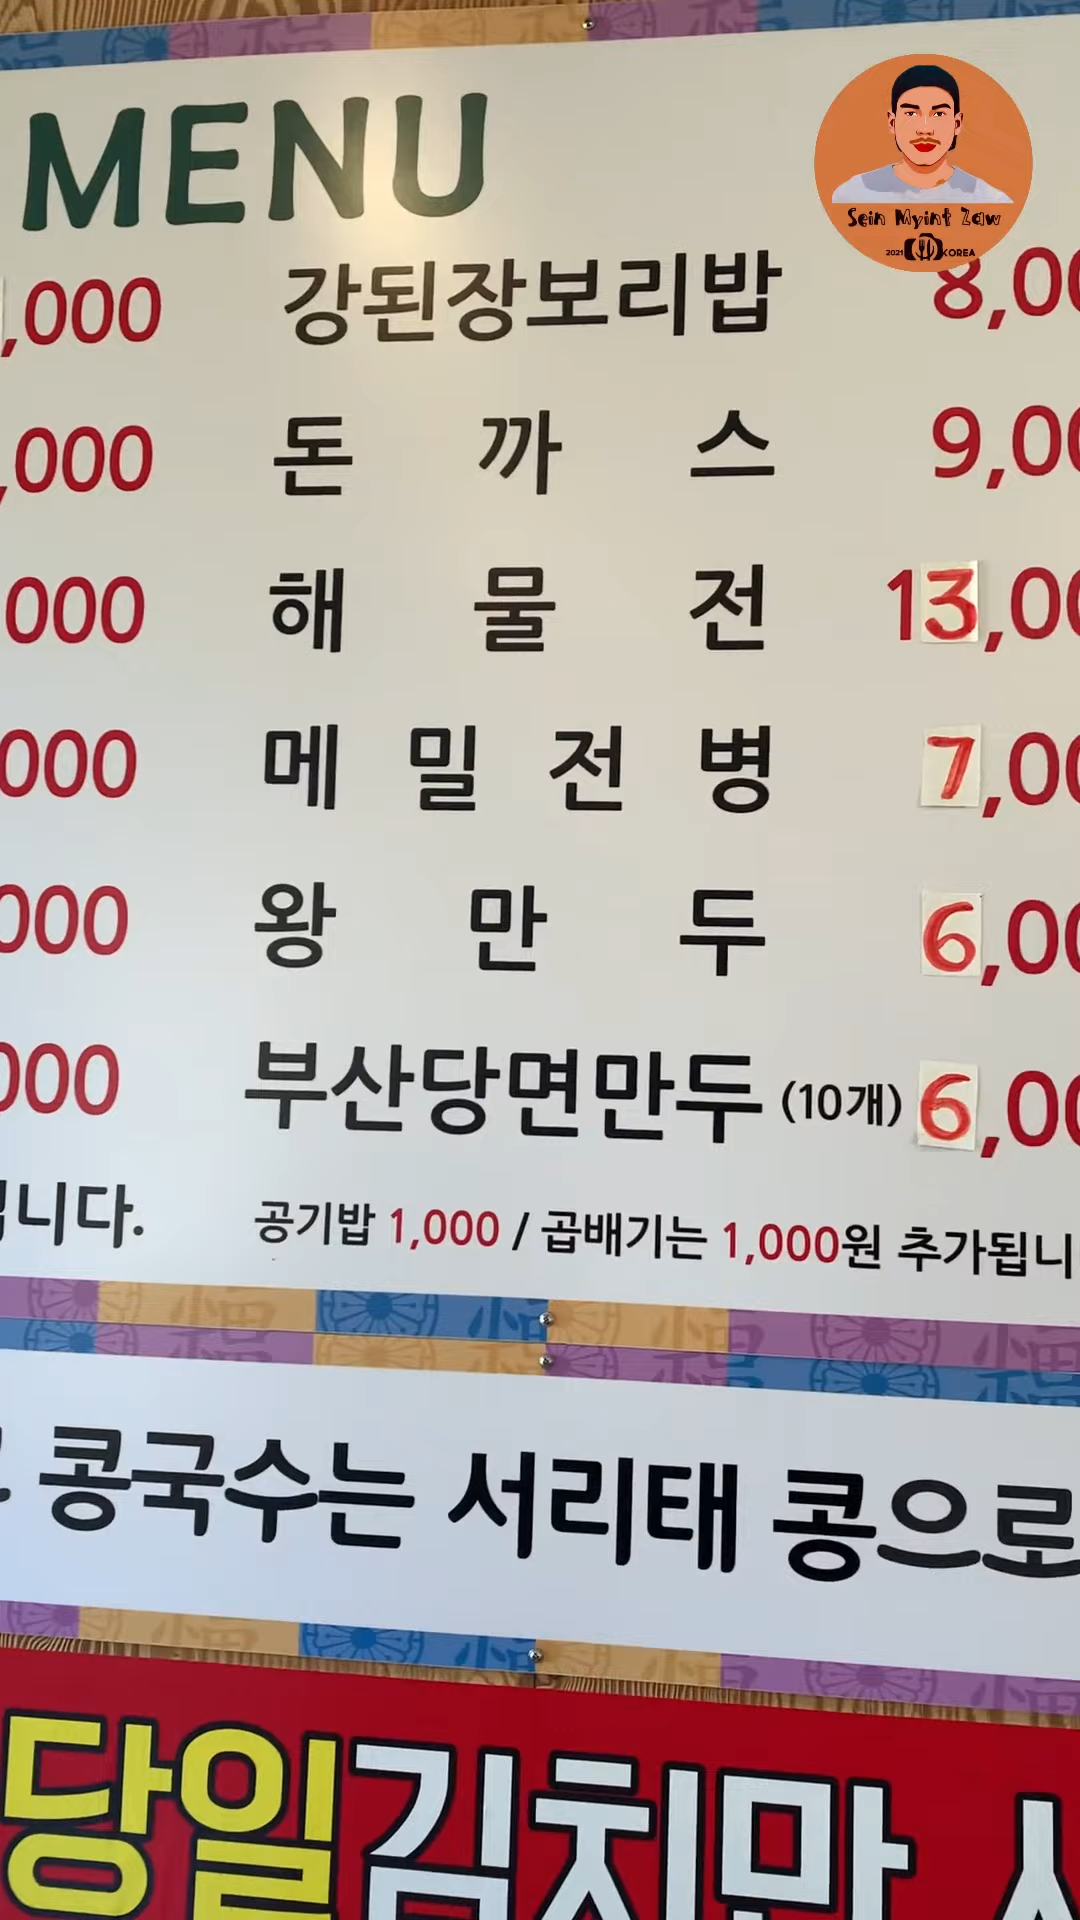 MENU
Sein Myint Zaw
2021 KOREA
,000 강된장보리밥 8,00
,000 돈까스 9,00
000 해물전 13,00
000 메밀전병 7,00
000 왕만두 6,00
000 부산당면만두 (10개) 6,00
니다. 공기밥 1,000 / 곱배기는 1,000원 추가됩니
콩국수는 서리태 콩으로
당일김치만